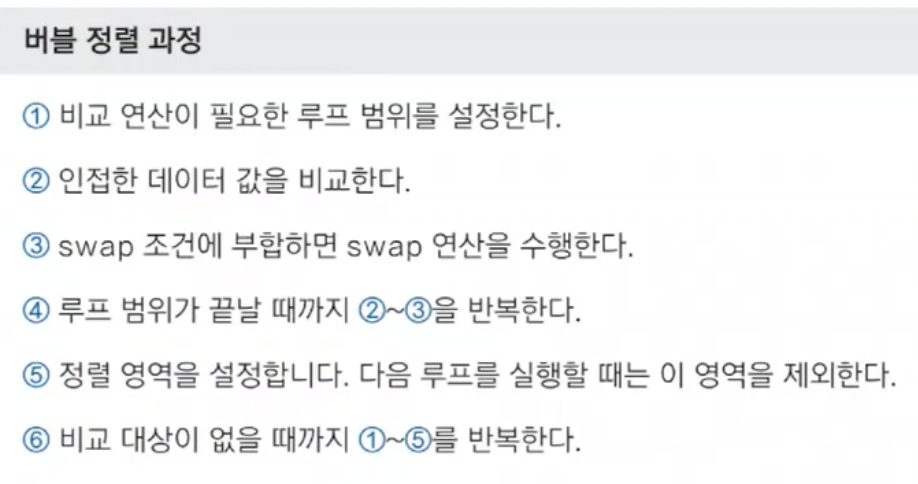 버블 정렬 과정
① 비교 연산이 필요한 루프 범위를 설정한다.
② 인접한 데이터 값을 비교한다.
③ swap 조건에 부합하면 swap 연산을 수행한다.
④ 루프 범위가 끝날 때까지 ②~③을 반복한다.
⑤ 정렬 영역을 설정합니다. 다음 루프를 실행할 때는 이 영역을 제외한다.
⑥ 비교 대상이 없을 때까지 ①~⑤를 반복한다.